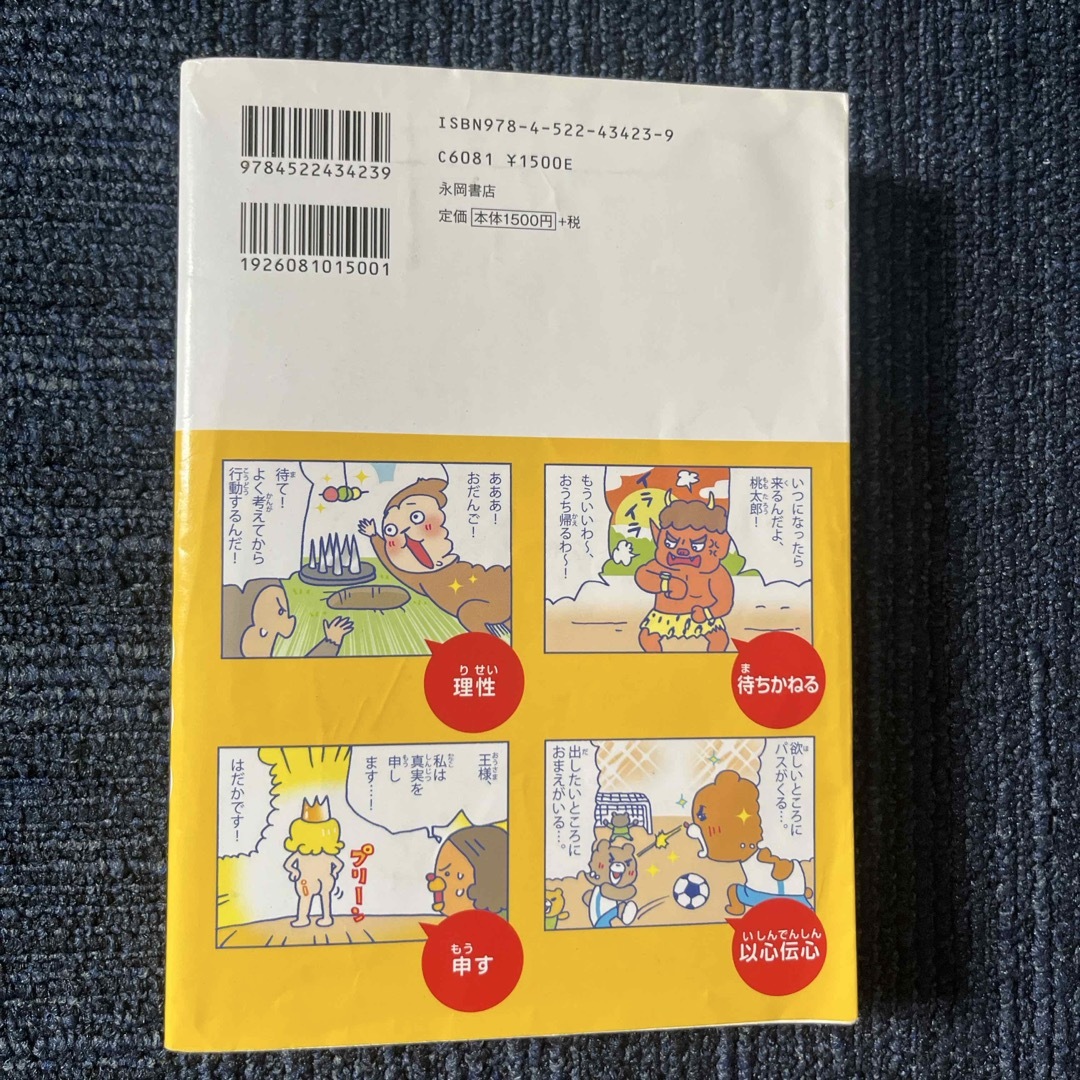 9784522434239
1926081015001
ISBN978-4-522-43423-9
C6081 ¥1500E
永岡書店
定価 本体1500円+税
いつになったら
来るんだよ、
桃太郎!
イライラ
もういいわ〜、
おうち帰るわ〜!
待ちかねる
あああ!
おだんご!
待て!
よく考えてから
行動するんだ!
理性
欲しいところに
パスがくる…。
出したいところに
おまえがいる…。
以心伝心
王様、
私は
真実を
申し
ます…!
はだかです!
プリーン
申す